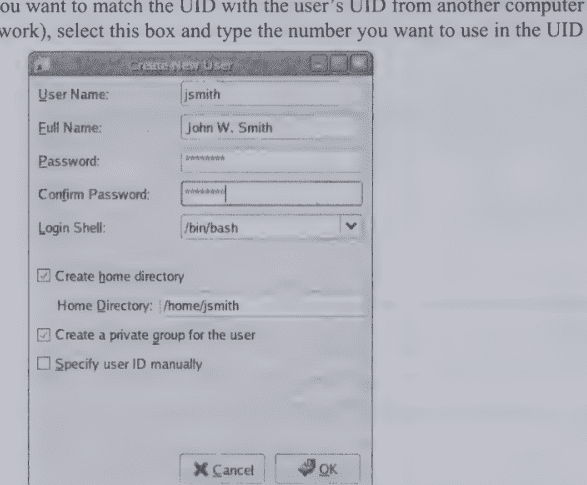 ou want to match the UID with the user's UID from another computer
work), select this box and type the number you want to use in the UID
Create New User
User Name: jsmith
Full Name: John W. Smith
Password: ********
Confirm Password: ********
Login Shell: /bin/bash
Create home directory
Home Directory: /home/jsmith
Create a private group for the user
Specify user ID manually
Cancel OK